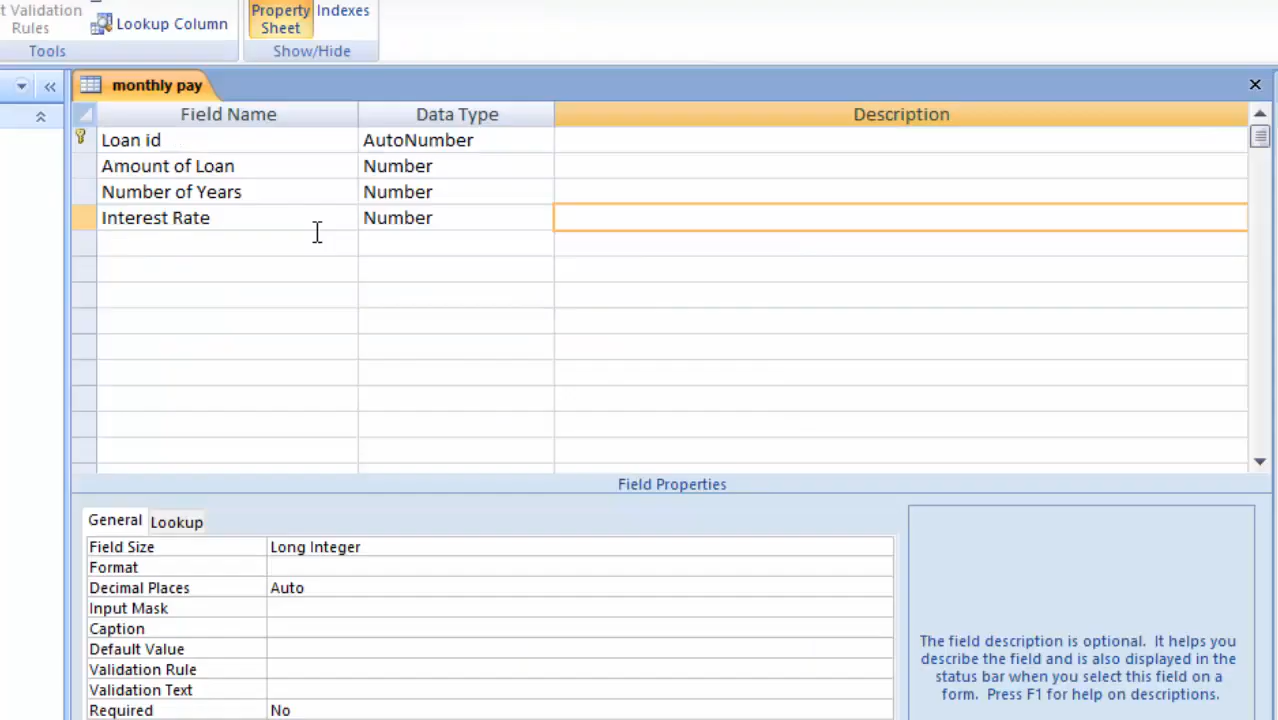 t Validation Rules
Lookup Column
Tools
Property Sheet
Indexes
Show/Hide
monthly pay
Field Name Data Type Description
Loan id AutoNumber
Amount of Loan Number
Number of Years Number
Interest Rate Number
Field Properties
General Lookup
Field Size Long Integer
Format
Decimal Places Auto
Input Mask
Caption
Default Value
Validation Rule
Validation Text
Required No
The field description is optional. It helps you
describe the field and is also displayed in the
status bar when you select this field on a
form. Press F1 for help on descriptions.